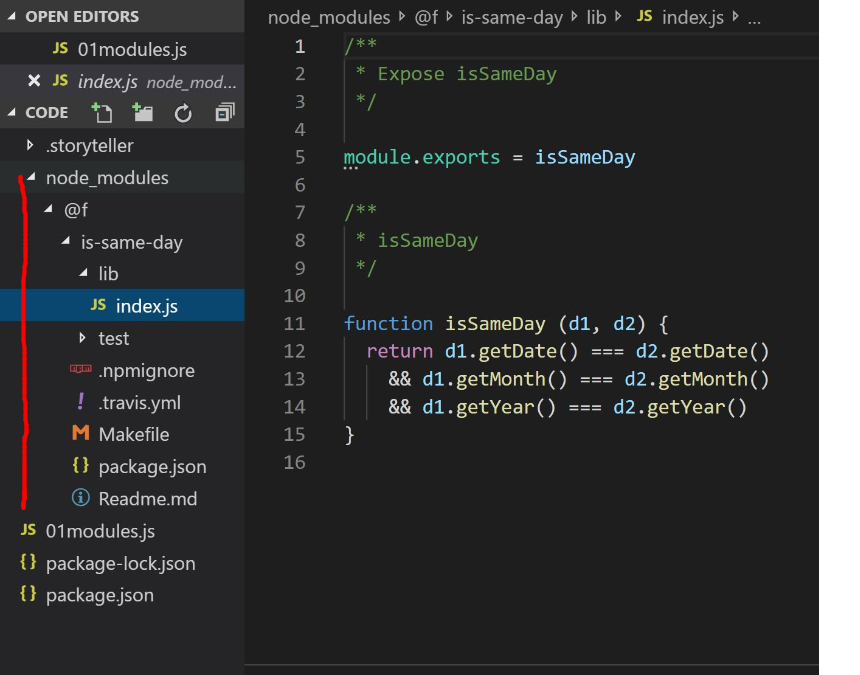 OPEN EDITORS
JS 01modules.js
JS index.js node_mod...
CODE
.storyteller
node_modules
@f
is-same-day
lib
JS index.js
test
npm .npmignore
! .travis.yml
M Makefile
{} package.json
i Readme.md
JS 01modules.js
{} package-lock.json
{} package.json
node_modules @f is-same-day lib JS index.js ...
1 /**
2 * Expose isSameDay
3 */
4
5 module.exports = isSameDay
6
7 /**
8 * isSameDay
9 */
10
11 function isSameDay (d1, d2) {
12 return d1.getDate() === d2.getDate()
13 && d1.getMonth() === d2.getMonth()
14 && d1.getYear() === d2.getYear()
15 }
16